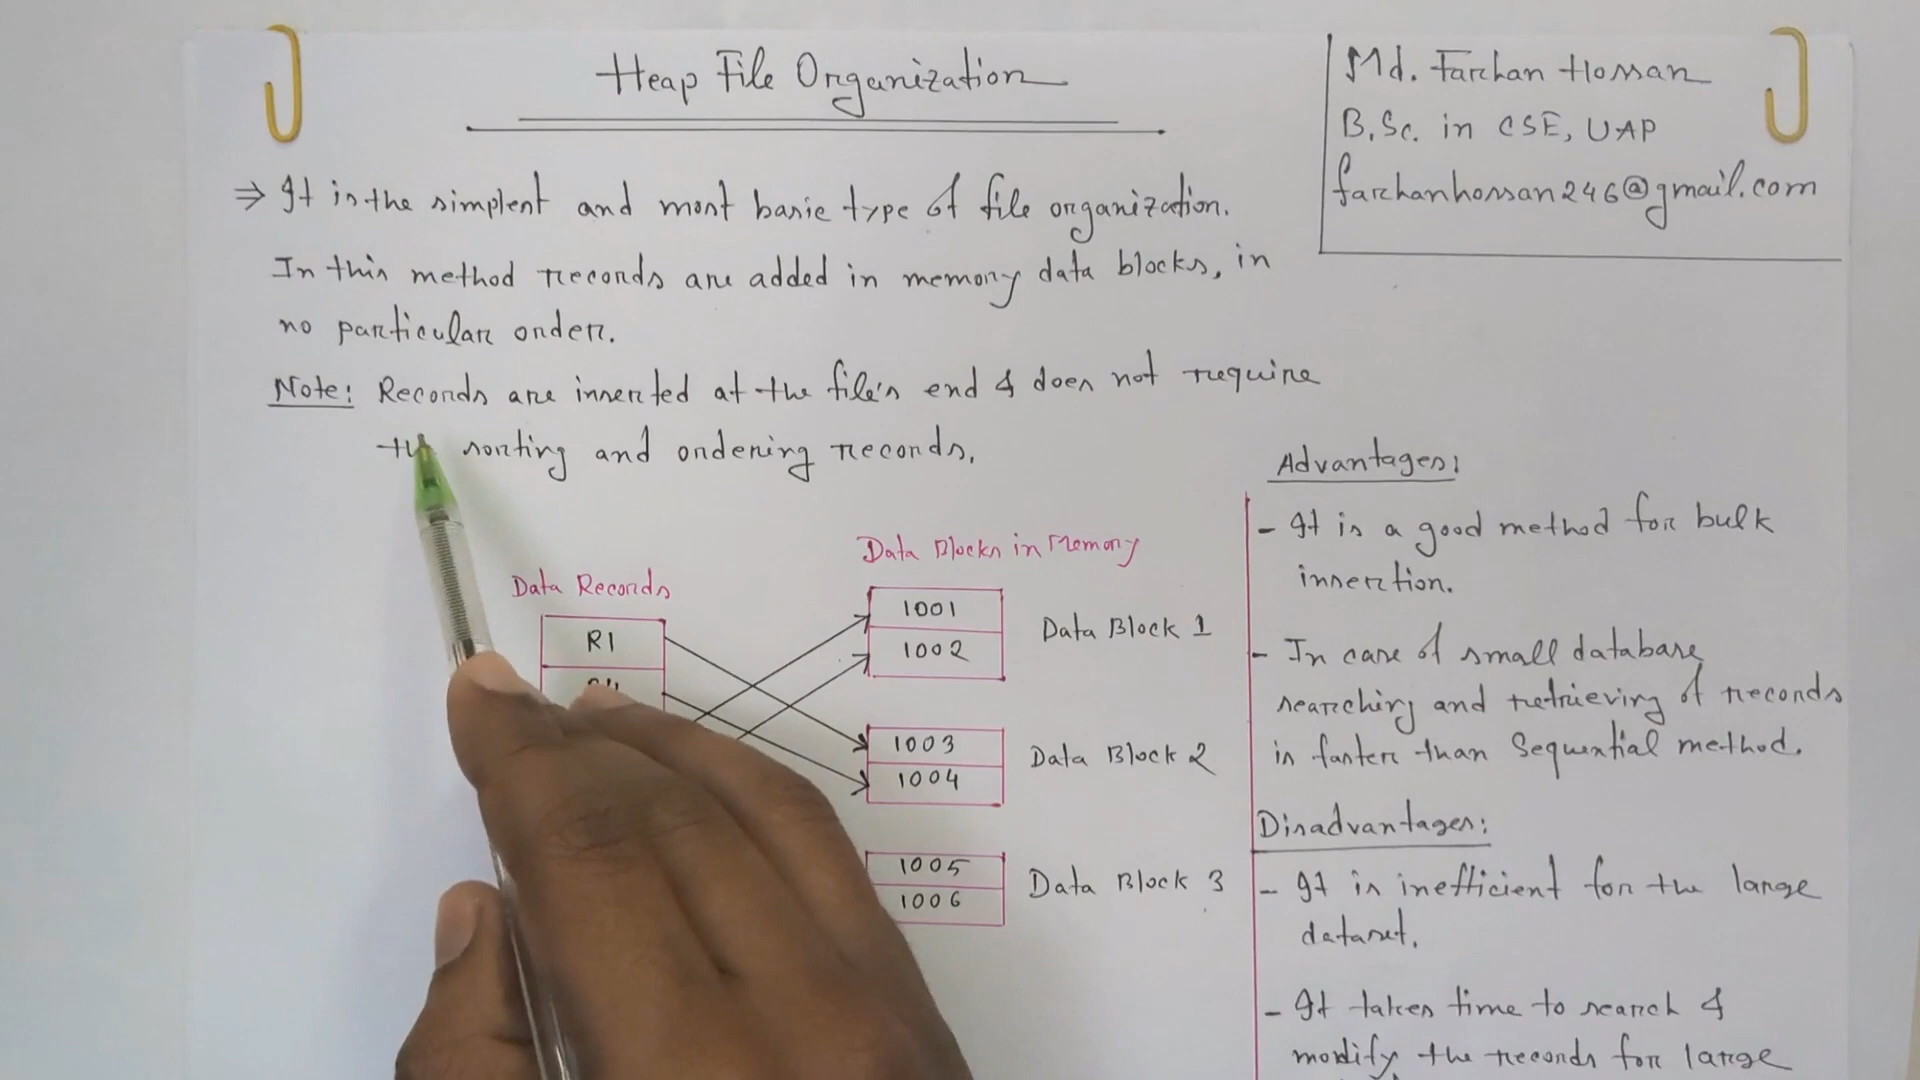 Heap File Organization
Md. Farhan Hossan
B.Sc. in CSE, UAP
farhanhossan246@gmail.com
⇒ It is the simplest and most basic type of file organization.
In this method records are added in memory data blocks, in
no particular order.
Note: Records are inserted at the file's end & does not require
the sorting and ordering records.
Data Records
R1
Data Blocks in Memory
1001
1002
Data Block 1
1003
1004
Data Block 2
1005
1006
Data Block 3
Advantages:
- It is a good method for bulk
insertion.
- In case of small database
searching and retrieving of records
is faster than Sequential method.
Disadvantages:
- It is inefficient for the large
dataset.
- It takes time to search &
modify the records for large